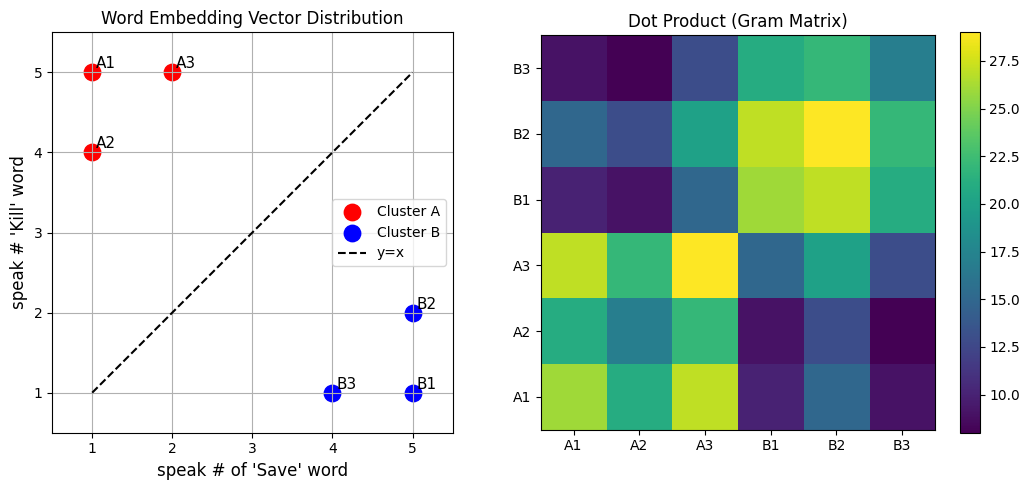 Word Embedding Vector Distribution
speak # 'Kill' word
5
4
3
2
1
A1
A3
A2
B2
B3
B1
Cluster A
Cluster B
y=x
1
2
3
4
5
speak # of 'Save' word
Dot Product (Gram Matrix)
B3
B2
B1
A3
A2
A1
A1
A2
A3
B1
B2
B3
27.5
25.0
22.5
20.0
17.5
15.0
12.5
10.0